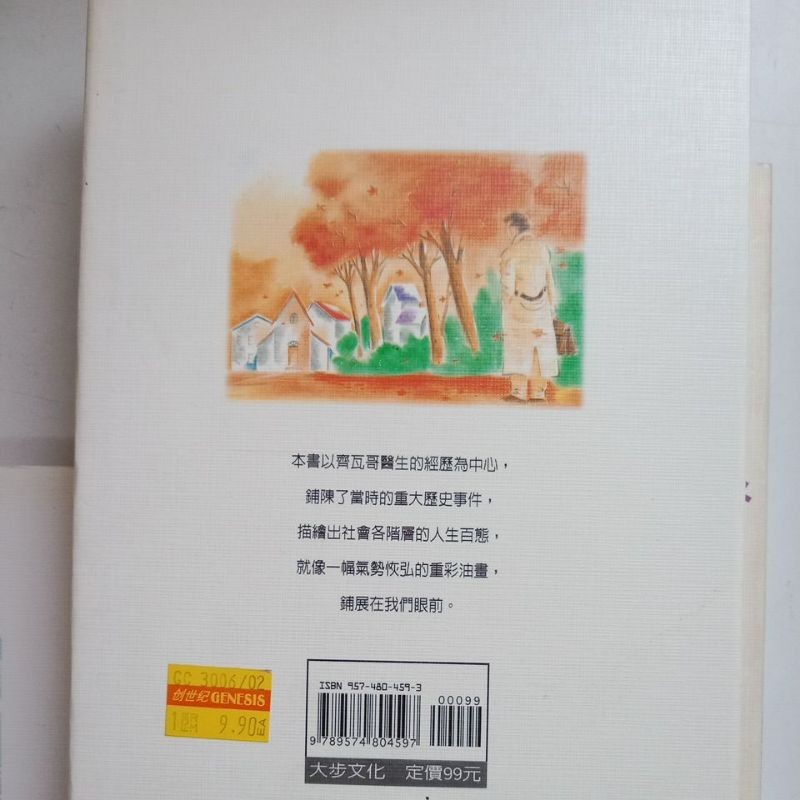 本書以齊瓦哥醫生的經歷為中心，
鋪陳了當時的重大歷史事件，
描繪出社會各階層的人生百態，
就像一幅氣勢恢弘的重彩油畫，
鋪展在我們眼前。
GC 3006/02
创世纪 GENESIS
9.90EA
ISBN 957-480-459-3
00099
9 789574 804597
大步文化 定價99元